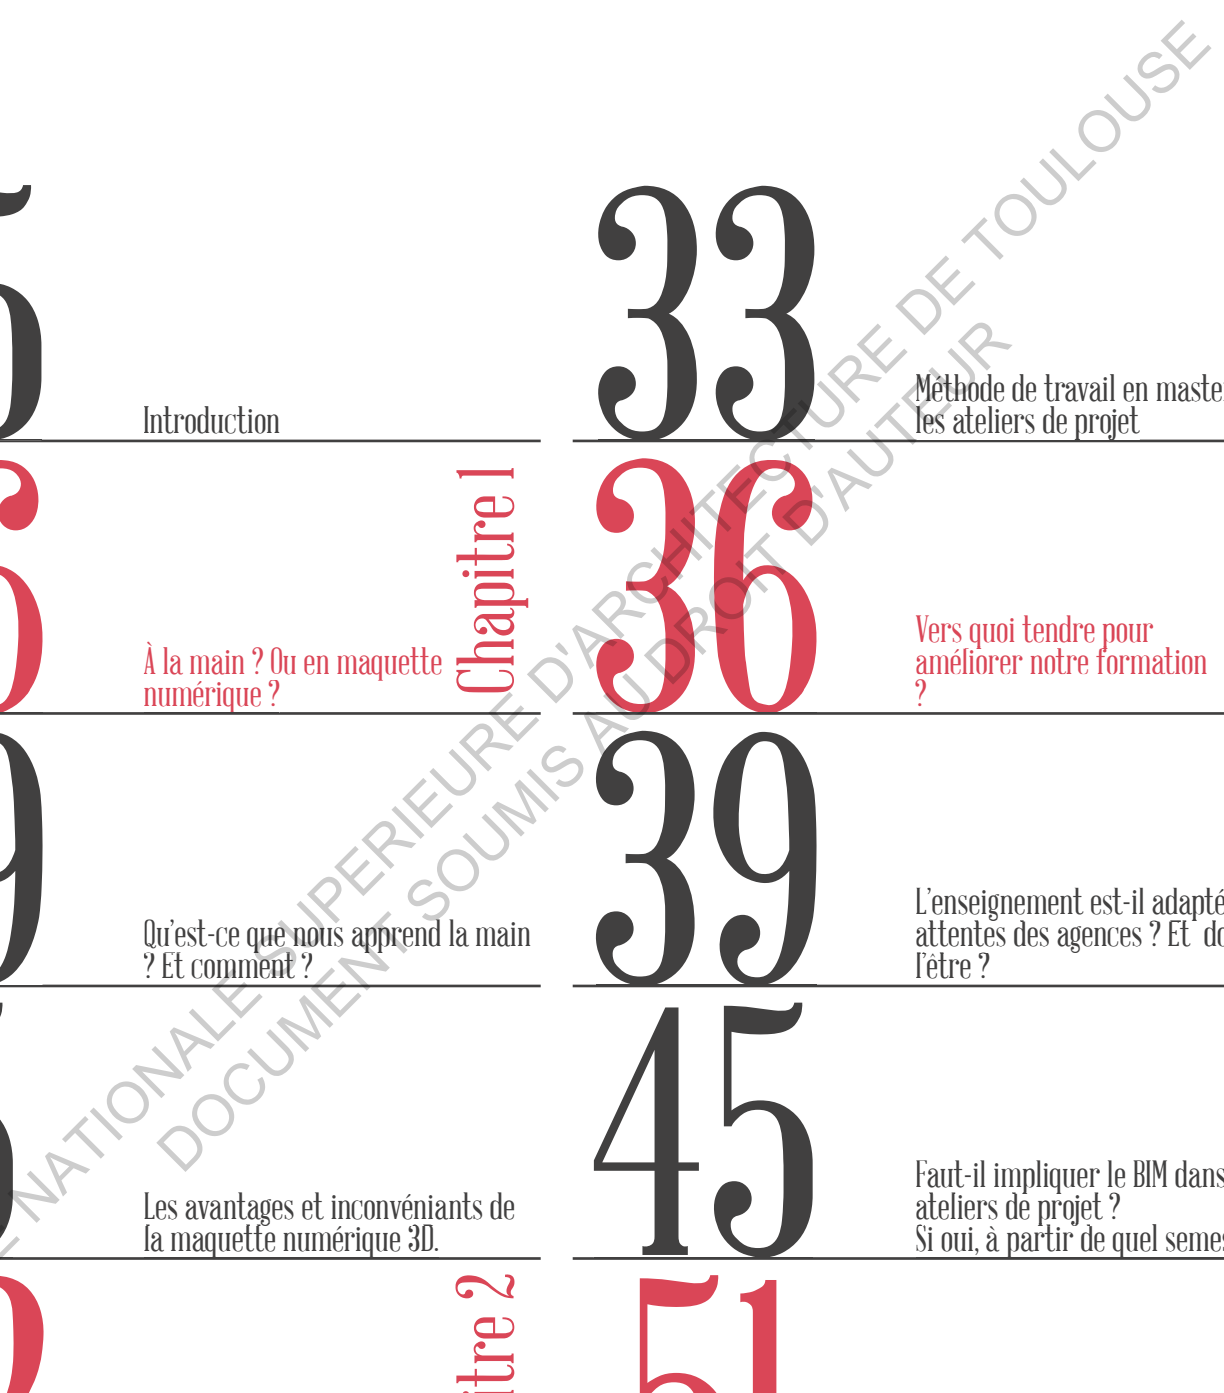 Introduction
Chapitre 1
À la main ? Ou en maquette
numérique ?
Qu'est-ce que nous apprend la main
? Et comment ?
Les avantages et inconvéniants de
la maquette numérique 3D.
2
33
Méthode de travail en master
les ateliers de projet
36
Vers quoi tendre pour
améliorer notre formation
?
39
L'enseignement est-il adapté
attentes des agences ? Et
l'être ?
45
Faut-il impliquer le BIM dans
ateliers de projet ?
Si oui, à partir de quel
51
NATIONALE SUPERIEURE D'ARCHITECTURE DE TOULOUSE
DOCUMENT SOUMIS AU DROIT D'AUTEUR